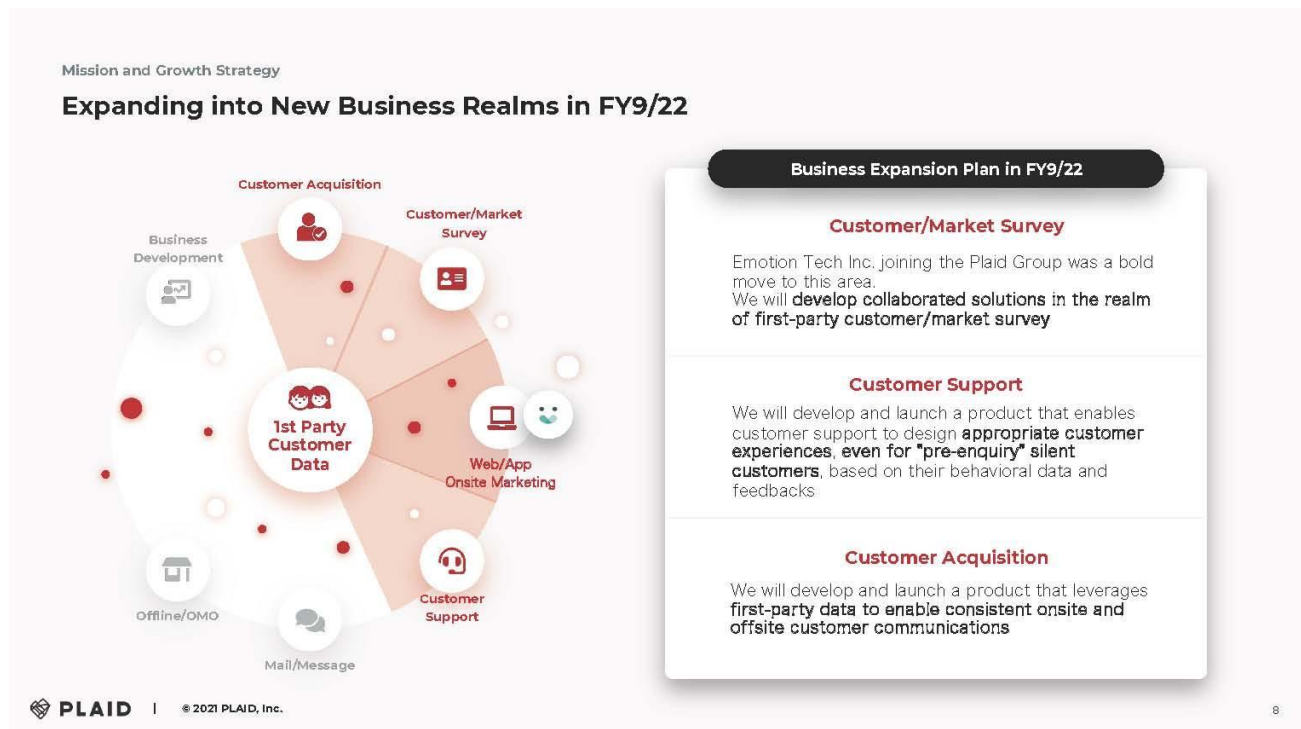 Mission and Growth Strategy
Expanding into New Business Realms in FY9/22
Customer Acquisition
Customer/Market
Survey
Business
Development
1st Party
Customer
Data
Web/App
Onsite Marketing
Customer
Support
Offline/OMO
Mail/Message
Business Expansion Plan in FY9/22
Customer/Market Survey
Emotion Tech Inc. joining the Plaid Group was a bold
move to this area.
We will develop collaborated solutions in the realm
of first-party customer/market survey
Customer Support
We will develop and launch a product that enables
customer support to design appropriate customer
experiences, even for "pre-enquiry" silent
customers, based on their behavioral data and
feedbacks
Customer Acquisition
We will develop and launch a product that leverages
first-party data to enable consistent onsite and
offsite customer communications
PLAID | © 2021 PLAID, Inc.
8